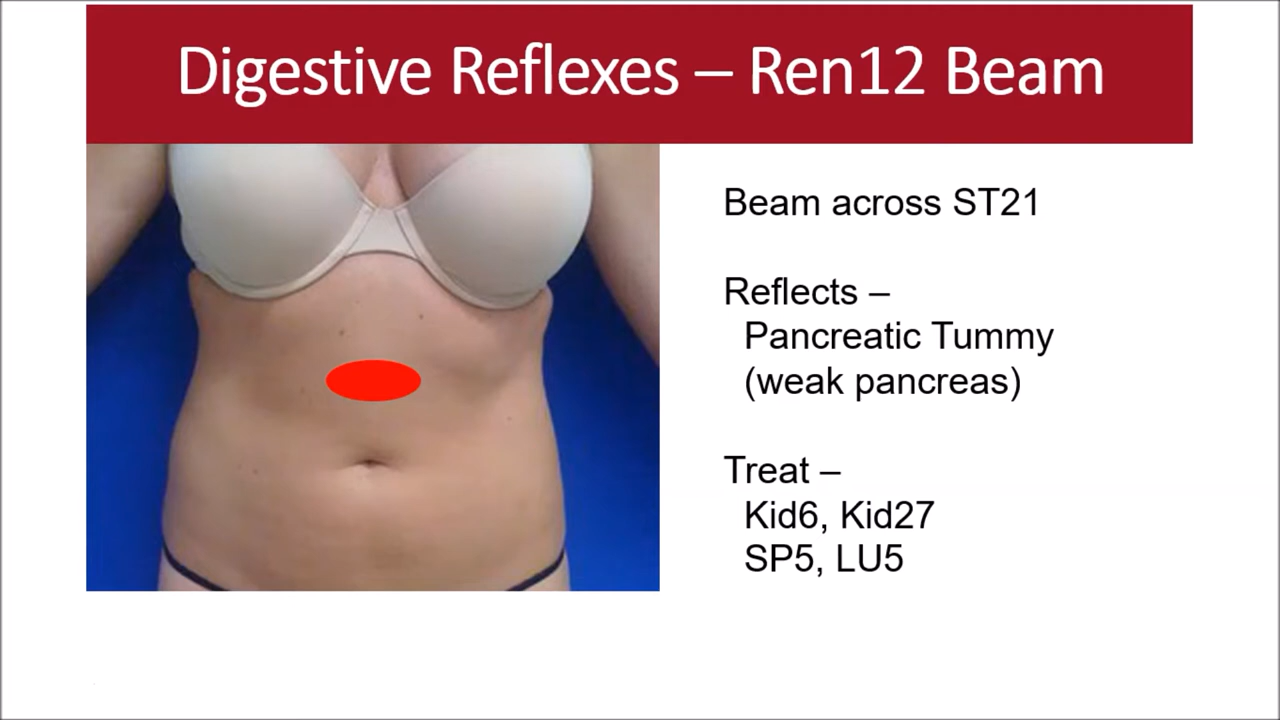 Digestive Reflexes – Ren12 Beam
Beam across ST21
Reflects –
Pancreatic Tummy
(weak pancreas)
Treat –
Kid6, Kid27
SP5, LU5